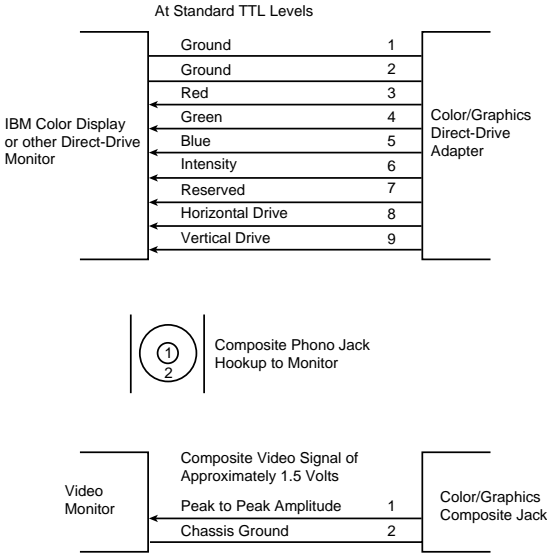 At Standard TTL Levels
Ground 1
Ground 2
Red 3
Green 4
Blue 5
Intensity 6
Reserved 7
Horizontal Drive 8
Vertical Drive 9
IBM Color Display
or other Direct-Drive
Monitor
Color/Graphics
Direct-Drive
Adapter
1
2
Composite Phono Jack
Hookup to Monitor
Composite Video Signal of
Approximately 1.5 Volts
Peak to Peak Amplitude 1
Chassis Ground 2
Video
Monitor
Color/Graphics
Composite Jack